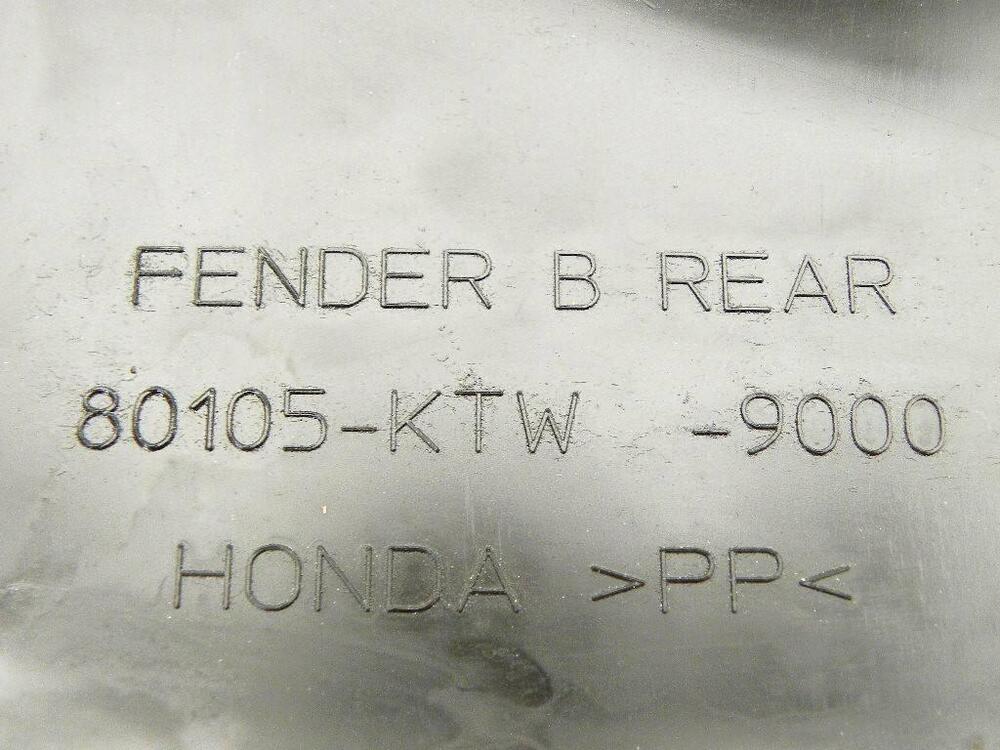 FENDER B REAR
80105-KTW -9000
HONDA >PP<